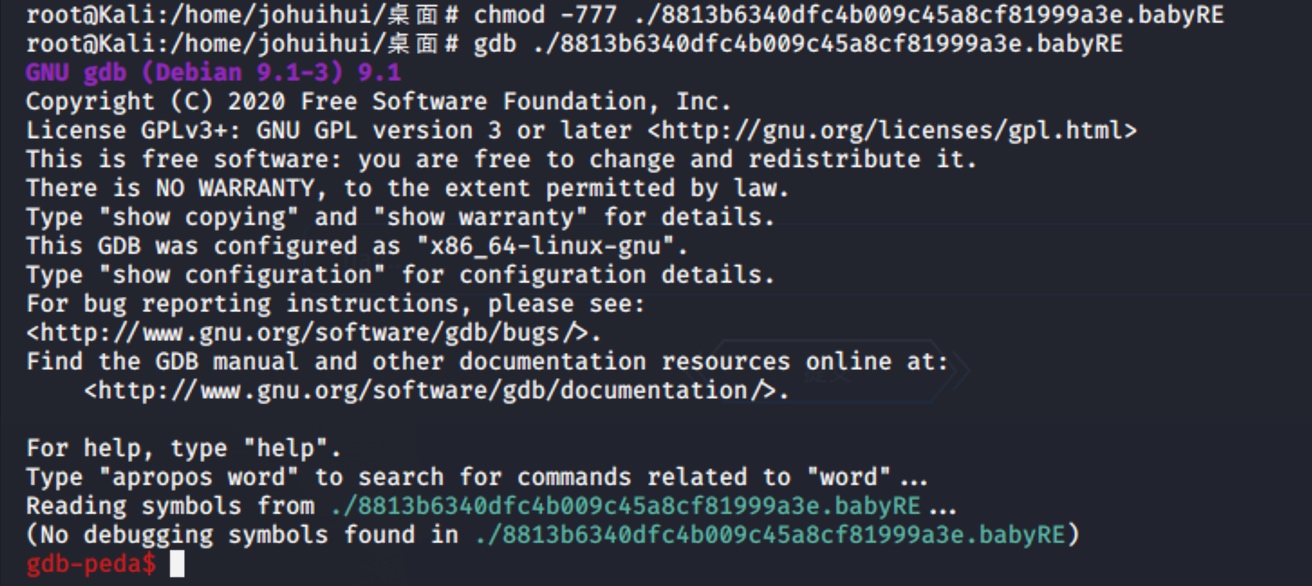 root@Kali:/home/johuihui/桌面# chmod -777 ./8813b6340dfc4b009c45a8cf81999a3e.babyRE
root@Kali:/home/johuihui/桌面# gdb ./8813b6340dfc4b009c45a8cf81999a3e.babyRE
GNU gdb (Debian 9.1-3) 9.1
Copyright (C) 2020 Free Software Foundation, Inc.
License GPLv3+: GNU GPL version 3 or later <http://gnu.org/licenses/gpl.html>
This is free software: you are free to change and redistribute it.
There is NO WARRANTY, to the extent permitted by law.
Type "show copying" and "show warranty" for details.
This GDB was configured as "x86_64-linux-gnu".
Type "show configuration" for configuration details.
For bug reporting instructions, please see:
<http://www.gnu.org/software/gdb/bugs/>.
Find the GDB manual and other documentation resources online at:
    <http://www.gnu.org/software/gdb/documentation/>.

For help, type "help".
Type "apropos word" to search for commands related to "word"...
Reading symbols from ./8813b6340dfc4b009c45a8cf81999a3e.babyRE...
(No debugging symbols found in ./8813b6340dfc4b009c45a8cf81999a3e.babyRE)
gdb-peda$